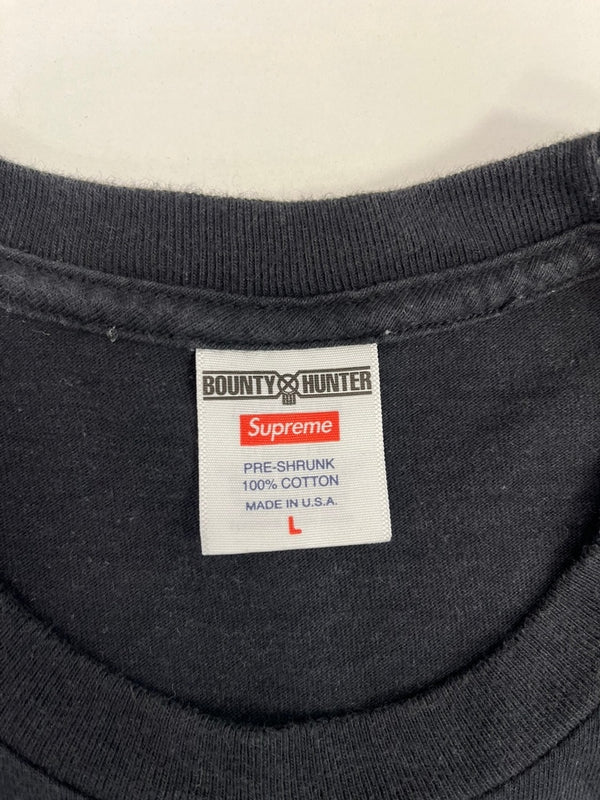 BOUNTY HUNTER
Supreme
PRE-SHRUNK
100% COTTON
MADE IN U.S.A.
L